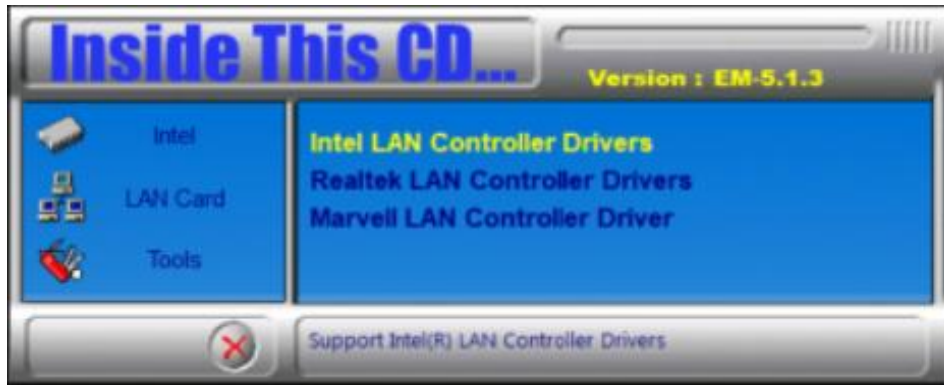 Inside This CD...
Version : EM-5.1.3
Intel
LAN Card
Tools
Intel LAN Controller Drivers
Realtek LAN Controller Drivers
Marvell LAN Controller Driver
Support Intel(R) LAN Controller Drivers